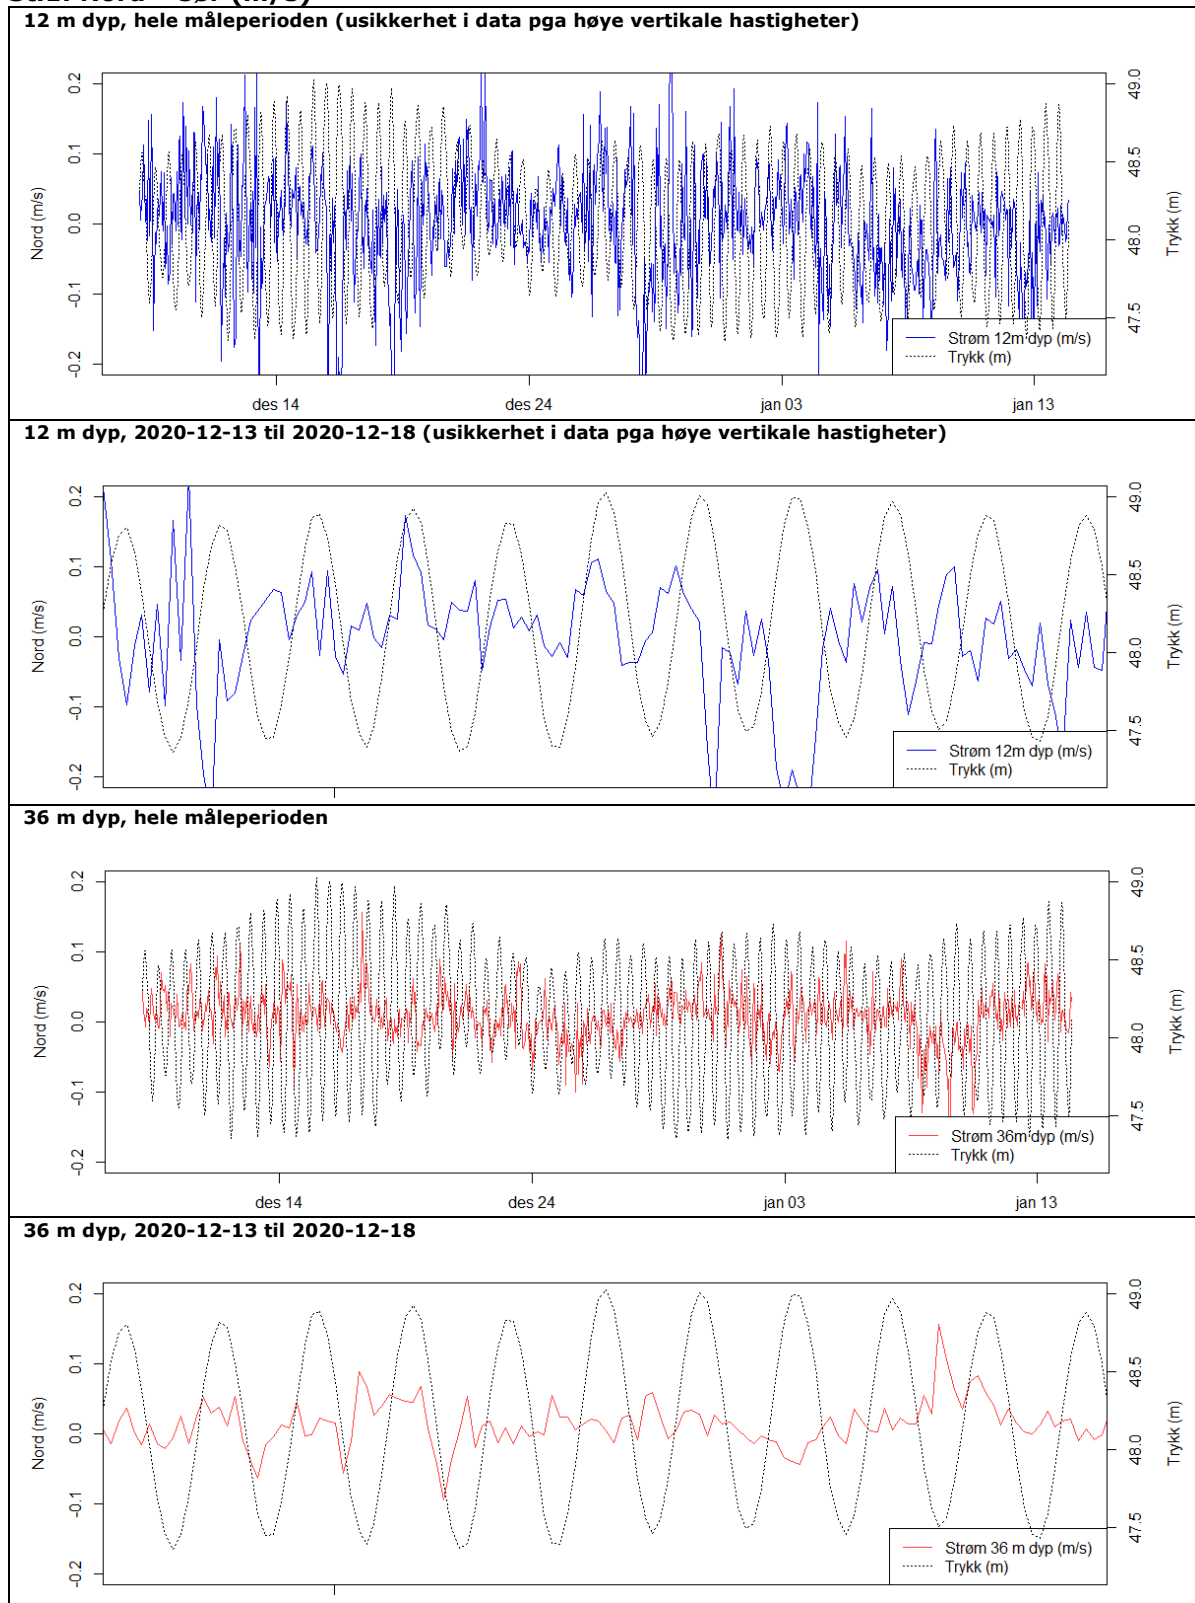 12 m dyp, hele måleperioden (usikkerhet i data pga høye vertikale hastigheter)
0.2
0.1
0.0
-0.1
-0.2
Nord (m/s)
49.0
48.5
48.0
47.5
Trykk (m)
Strøm 12m dyp (m/s)
Trykk (m)
des 14
des 24
jan 03
jan 13
12 m dyp, 2020-12-13 til 2020-12-18 (usikkerhet i data pga høye vertikale hastigheter)
0.2
0.1
0.0
-0.1
-0.2
Nord (m/s)
49.0
48.5
48.0
47.5
Trykk (m)
Strøm 12m dyp (m/s)
Trykk (m)
36 m dyp, hele måleperioden
0.2
0.1
0.0
-0.1
-0.2
Nord (m/s)
49.0
48.5
48.0
47.5
Trykk (m)
Strøm 36m dyp (m/s)
Trykk (m)
des 14
des 24
jan 03
jan 13
36 m dyp, 2020-12-13 til 2020-12-18
0.2
0.1
0.0
-0.1
-0.2
Nord (m/s)
49.0
48.5
48.0
47.5
Trykk (m)
Strøm 36 m dyp (m/s)
Trykk (m)